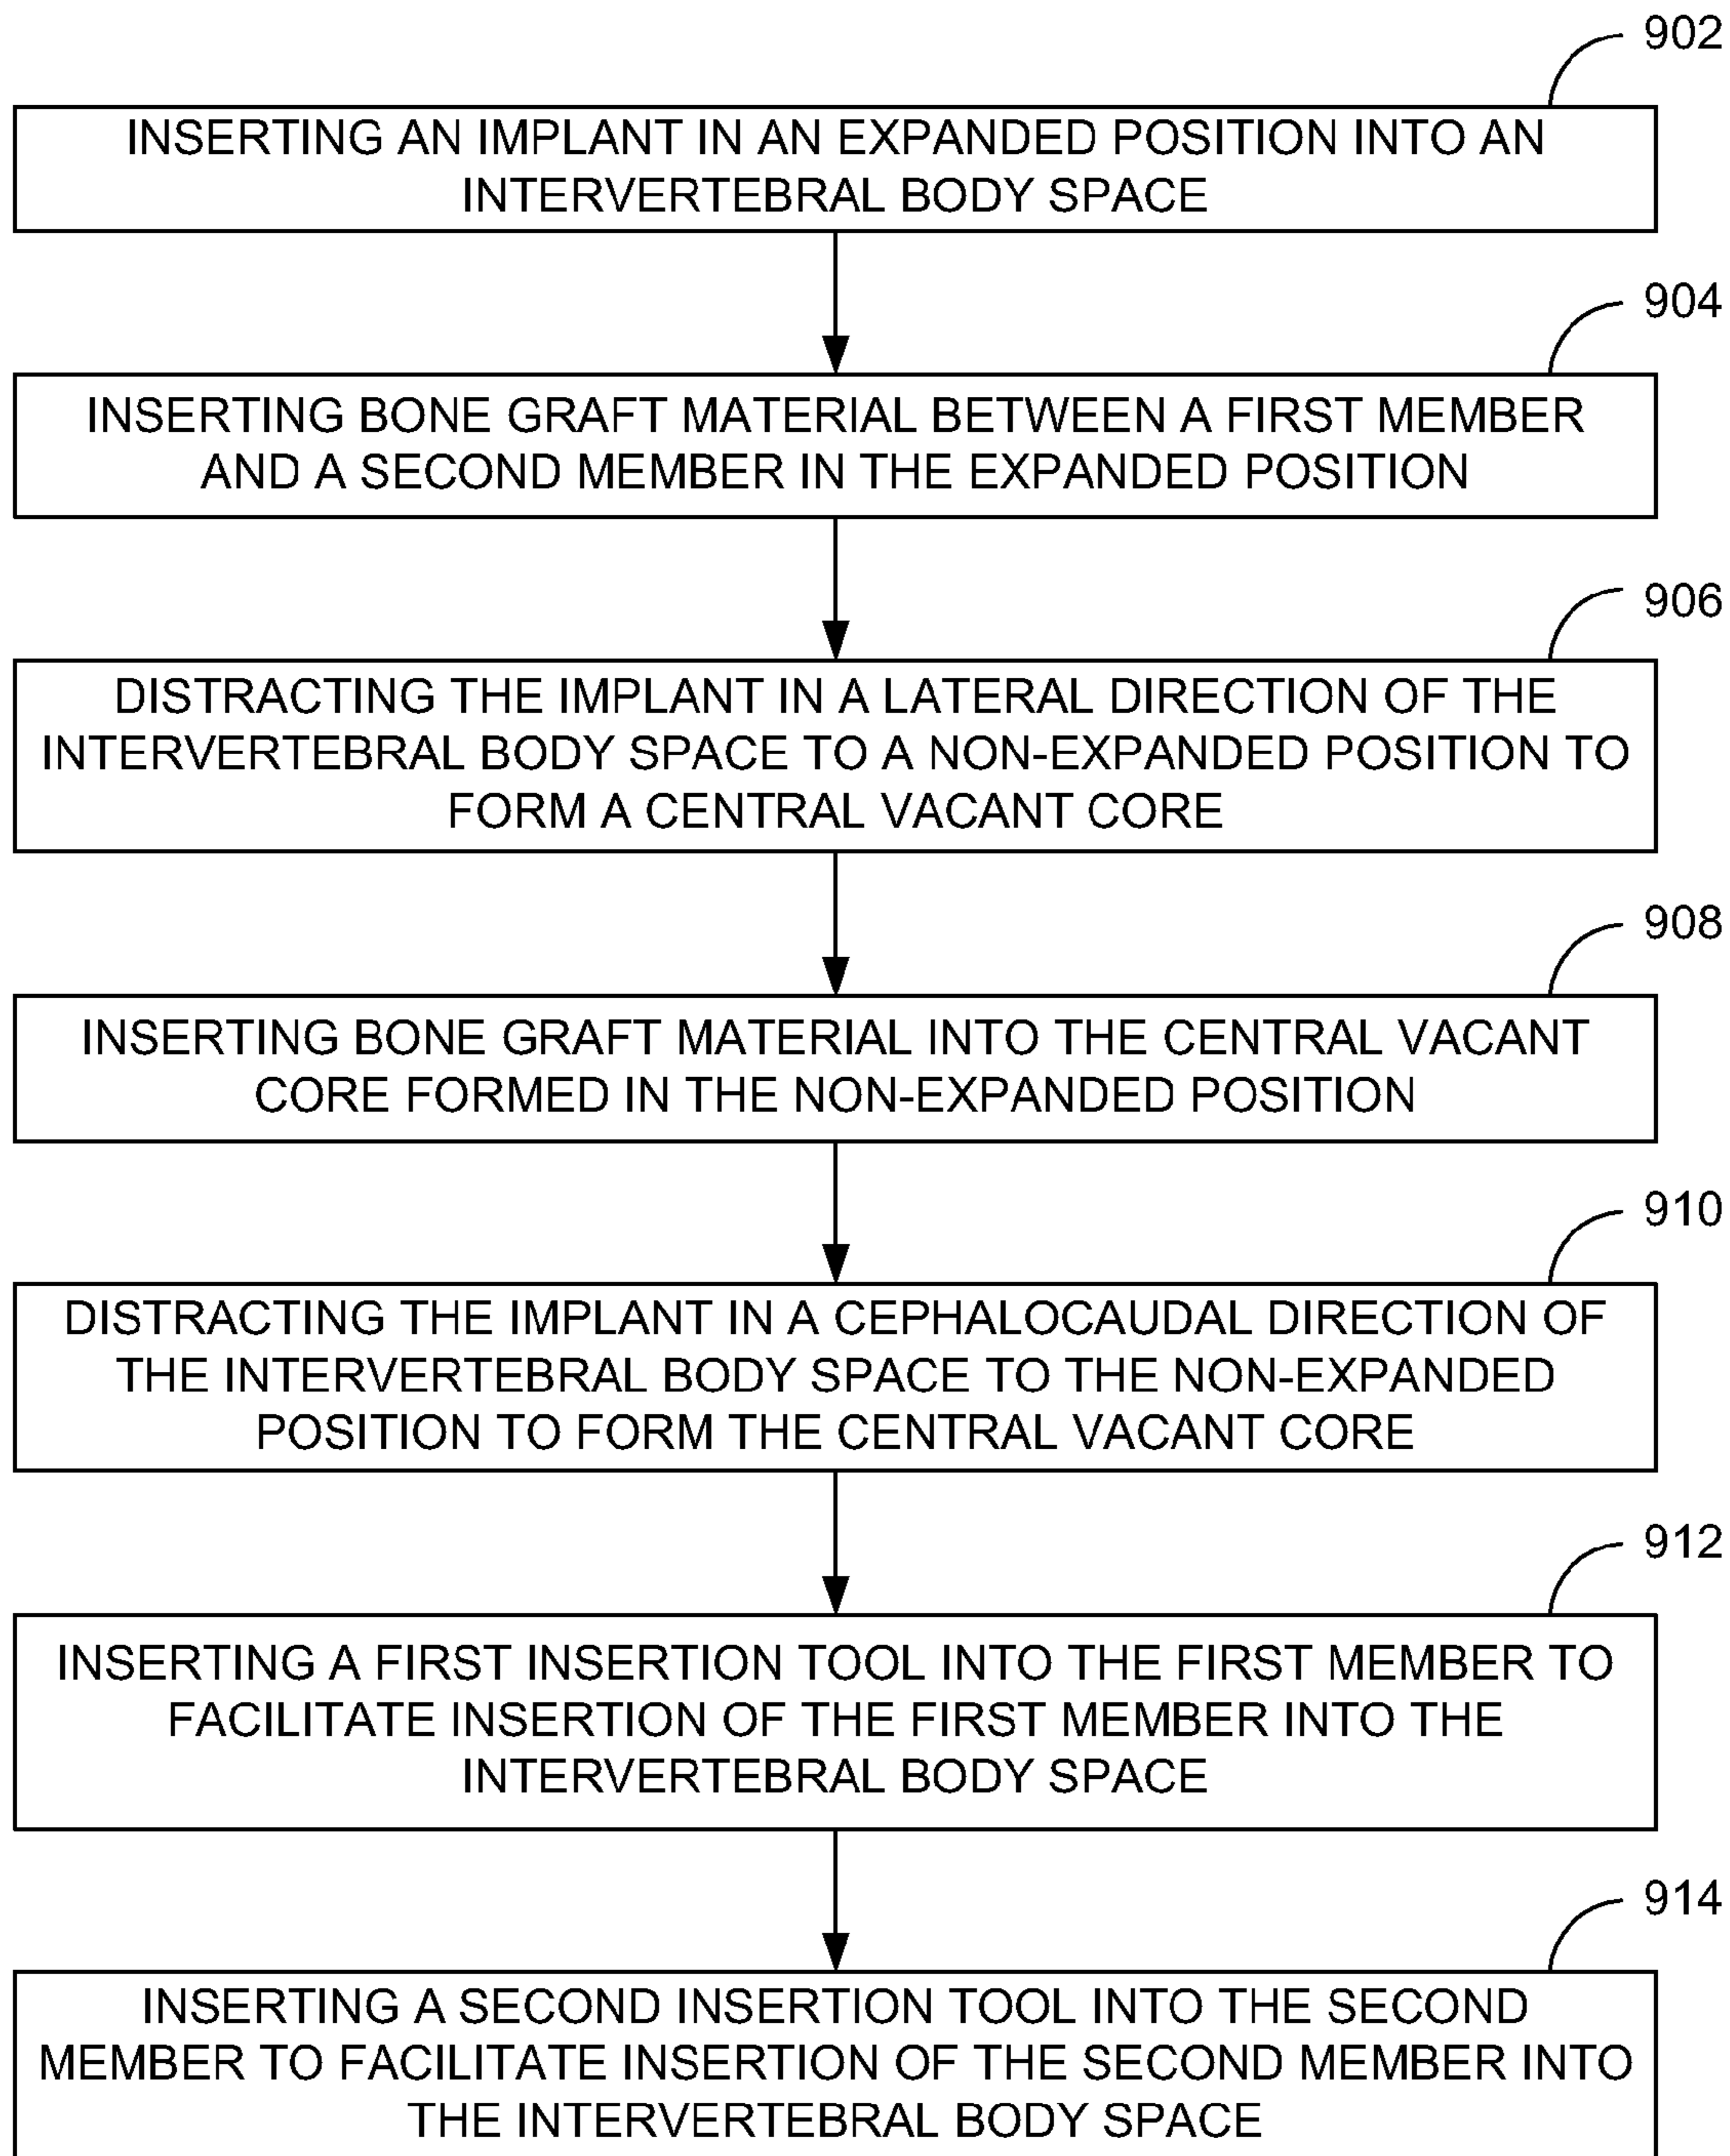 902
INSERTING AN IMPLANT IN AN EXPANDED POSITION INTO AN
INTERVERTEBRAL BODY SPACE
904
INSERTING BONE GRAFT MATERIAL BETWEEN A FIRST MEMBER
AND A SECOND MEMBER IN THE EXPANDED POSITION
906
DISTRACTING THE IMPLANT IN A LATERAL DIRECTION OF THE
INTERVERTEBRAL BODY SPACE TO A NON-EXPANDED POSITION TO
FORM A CENTRAL VACANT CORE
908
INSERTING BONE GRAFT MATERIAL INTO THE CENTRAL VACANT
CORE FORMED IN THE NON-EXPANDED POSITION
910
DISTRACTING THE IMPLANT IN A CEPHALOCAUDAL DIRECTION OF
THE INTERVERTEBRAL BODY SPACE TO THE NON-EXPANDED
POSITION TO FORM THE CENTRAL VACANT CORE
912
INSERTING A FIRST INSERTION TOOL INTO THE FIRST MEMBER TO
FACILITATE INSERTION OF THE FIRST MEMBER INTO THE
INTERVERTEBRAL BODY SPACE
914
INSERTING A SECOND INSERTION TOOL INTO THE SECOND
MEMBER TO FACILITATE INSERTION OF THE SECOND MEMBER INTO
THE INTERVERTEBRAL BODY SPACE